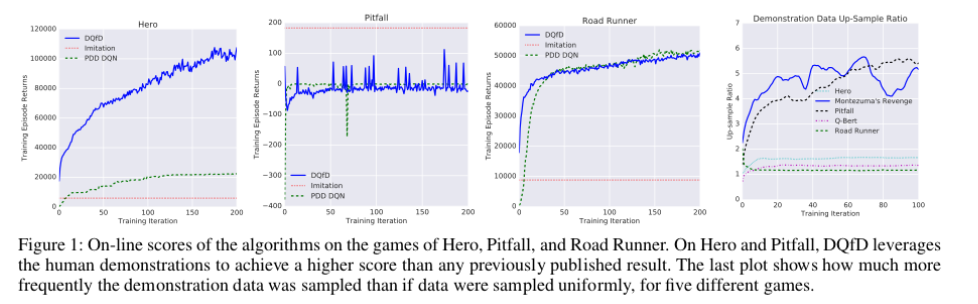 Hero
120000
100000
80000
60000
40000
20000
0
0 50 100 150 200
Training Episode Returns
Training Iteration
DQfD
Imitation
PDD DQN
Pitfall
200
100
0
−100
−200
−300
−400
0 50 100 150 200
Training Episode Returns
Training Iteration
DQfD
Imitation
PDD DQN
Road Runner
60000
50000
40000
30000
20000
10000
0
0 50 100 150 200
Training Episode Returns
Training Iteration
DQfD
Imitation
PDD DQN
Demonstration Data Up-Sample Ratio
7
6
5
4
3
2
1
0
0 20 40 60 80 100
Up-sample Ratio
Training Iteration
Hero
Montezuma's Revenge
Pitfall
Q-Bert
Road Runner
Figure 1: On-line scores of the algorithms on the games of Hero, Pitfall, and Road Runner. On Hero and Pitfall, DQfD leverages
the human demonstrations to achieve a higher score than any previously published result. The last plot shows how much more
frequently the demonstration data was sampled than if data were sampled uniformly, for five different games.